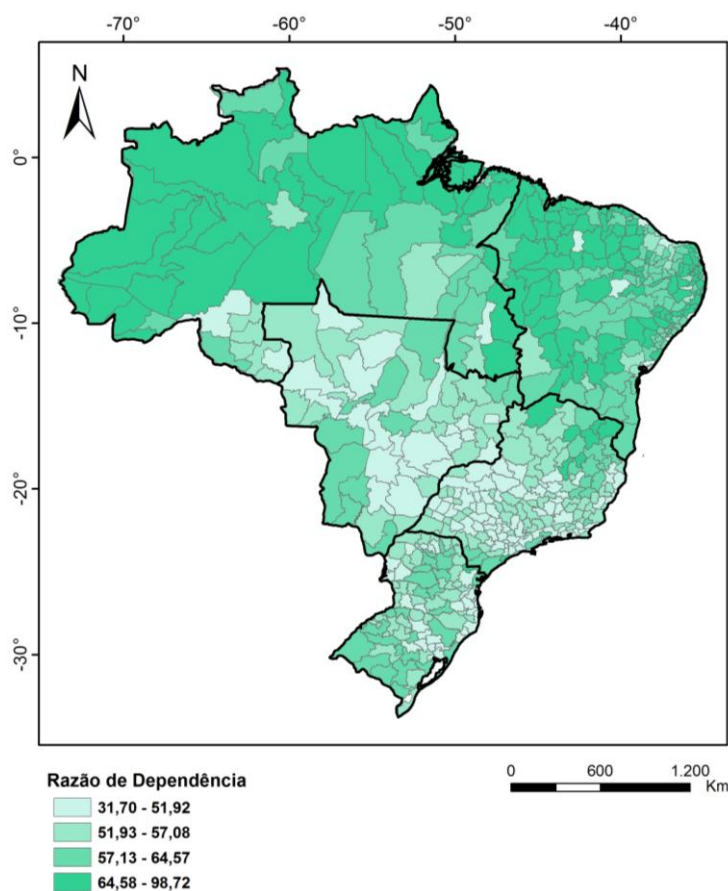 -70° -60° -50° -40°
N
0°
-10°
-20°
-30°
Razão de Dependência
31,70 - 51,92
51,93 - 57,08
57,13 - 64,57
64,58 - 98,72
0 600 1.200
Km